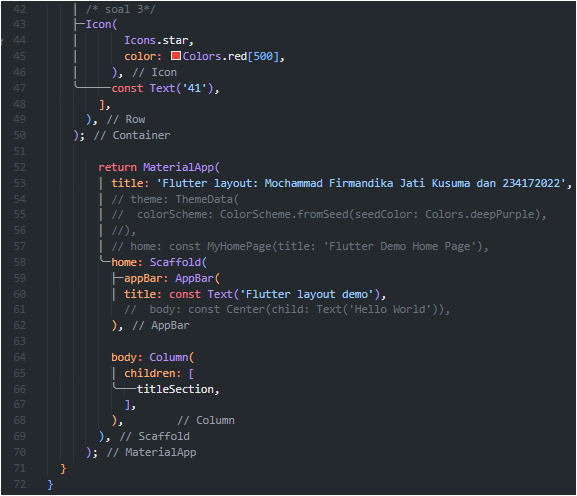 42 /* soal 3*/
43 Icon(
44 Icons.star,
45 color: Colors.red[500],
46 ), // Icon
47 const Text('41'),
48 ],
49 ), // Row
50 ); // Container
51
52 return MaterialApp(
53 title: 'Flutter layout: Mochammad Firmandika Jati Kusuma dan 234172022',
54 // theme: ThemeData(
55 //  colorScheme: ColorScheme.fromSeed(seedColor: Colors.deepPurple),
56 //),
57 // home: const MyHomePage(title: 'Flutter Demo Home Page'),
58 home: Scaffold(
59 appBar: AppBar(
60 title: const Text('Flutter layout demo'),
61 //  body: const Center(child: Text('Hello World')),
62 ), // AppBar
63
64 body: Column(
65 children: [
66 titleSection,
67 ],
68 ), // Column
69 ), // Scaffold
70 ); // MaterialApp
71 }
72 }